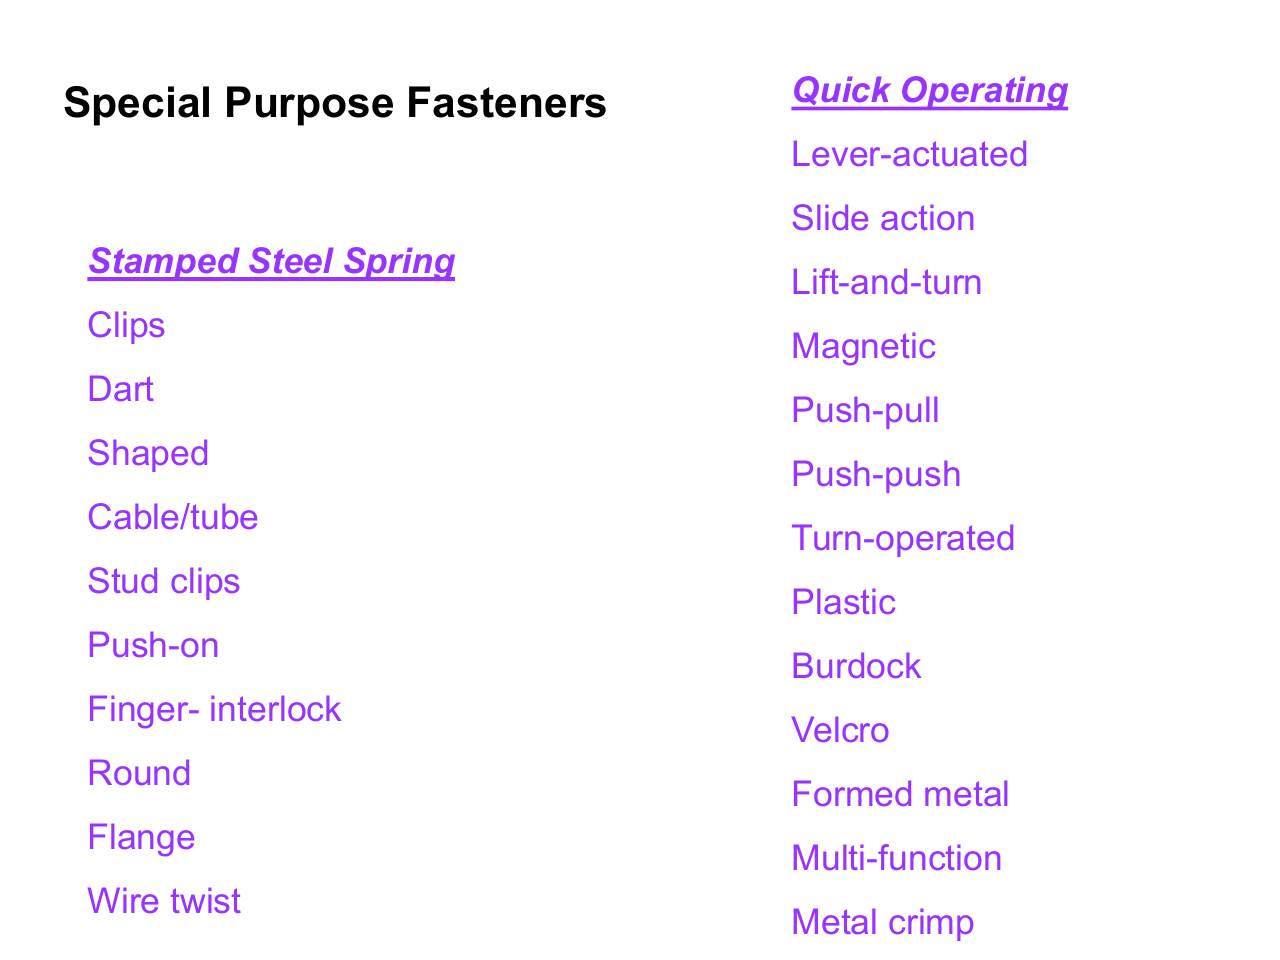 Special Purpose Fasteners
Stamped Steel Spring
Clips
Dart
Shaped
Cable/tube
Stud clips
Push-on
Finger- interlock
Round
Flange
Wire twist
Quick Operating
Lever-actuated
Slide action
Lift-and-turn
Magnetic
Push-pull
Push-push
Turn-operated
Plastic
Burdock
Velcro
Formed metal
Multi-function
Metal crimp